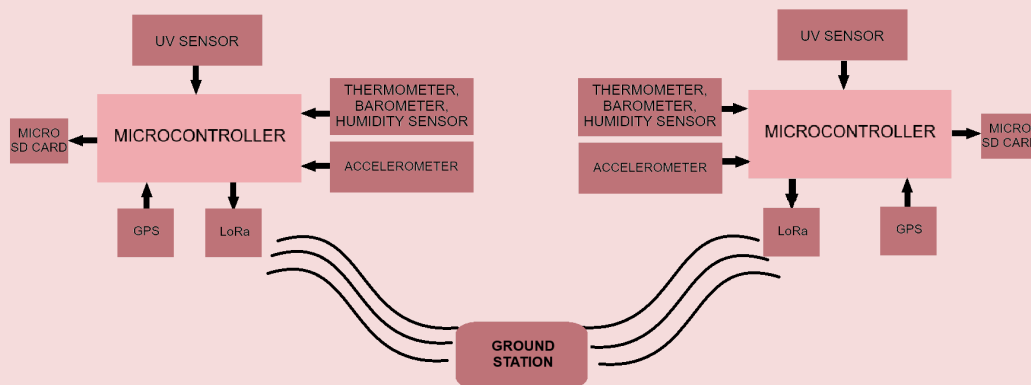 UV SENSOR
THERMOMETER,
BAROMETER,
HUMIDITY SENSOR
MICROCONTROLLER
MICRO
SD CARD
ACCELEROMETER
GPS
LoRa
UV SENSOR
THERMOMETER,
BAROMETER,
HUMIDITY SENSOR
MICROCONTROLLER
MICRO
SD CARD
ACCELEROMETER
LoRa
GPS
GROUND
STATION